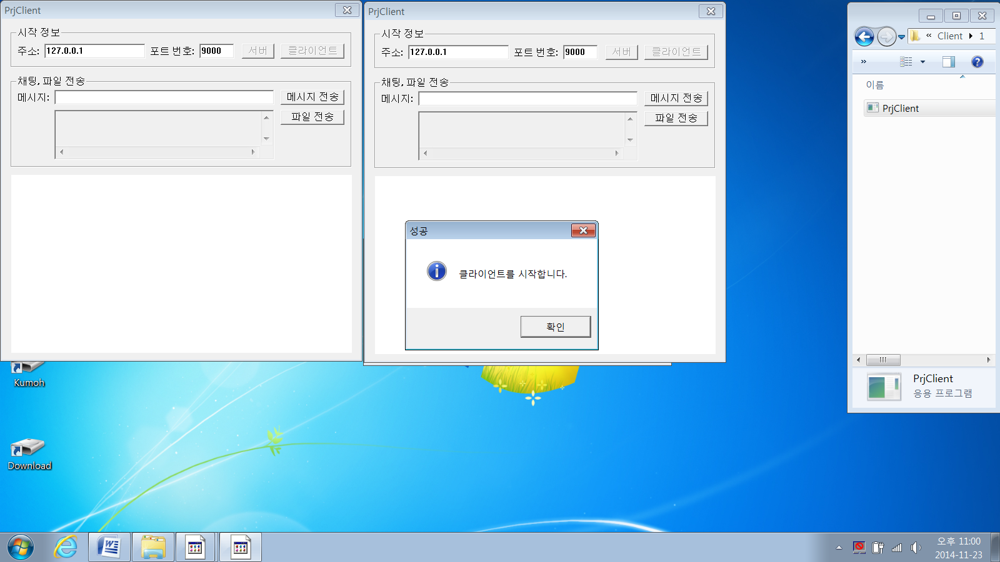 PrjClient
시작 정보
주소: 127.0.0.1 포트 번호: 9000 서버 클라이언트
채팅, 파일 전송
메시지: 메시지 전송
파일 전송
PrjClient
시작 정보
주소: 127.0.0.1 포트 번호: 9000 서버 클라이언트
채팅, 파일 전송
메시지: 메시지 전송
파일 전송
성공
클라이언트를 시작합니다.
확인
« Client 1
»
이름
PrjClient
PrjClient
응용 프로그램
Kumoh
Download
오후 11:00
2014-11-23